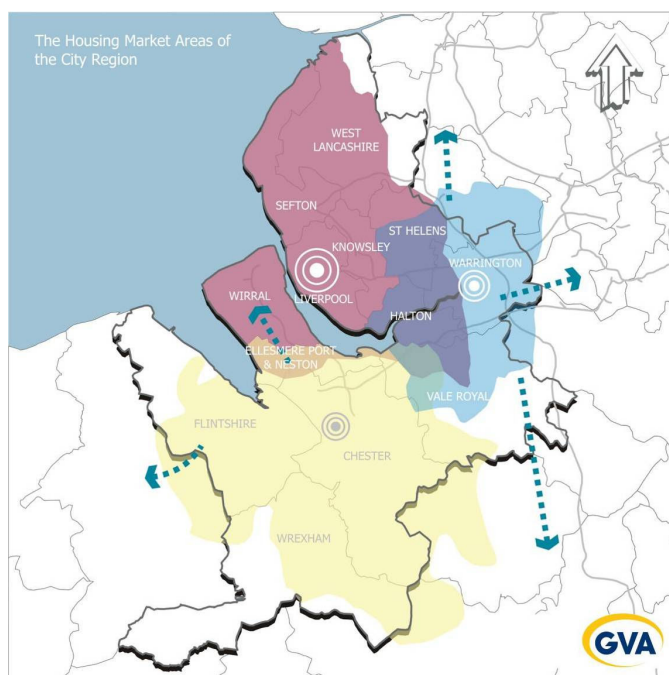 The Housing Market Areas of
the City Region
WEST
LANCASHIRE
SEFTON
ST HELENS
KNOWSLEY
WARRINGTON
WIRRAL
LIVERPOOL
HALTON
ELLESMERE PORT
& NESTON
VALE ROYAL
FLINTSHIRE
CHESTER
WREXHAM
GVA